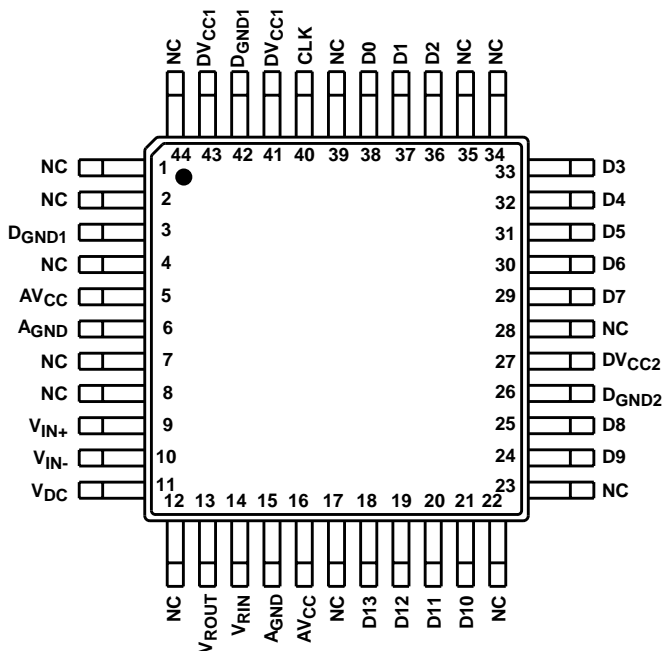 NC
DVCC1
DGND1
DVCC1
CLK
NC
D0
D1
D2
NC
NC
44 43 42 41 40 39 38 37 36 35 34
NC 1 33 D3
NC 2 32 D4
DGND1 3 31 D5
NC 4 30 D6
AVCC 5 29 D7
AGND 6 28 NC
NC 7 27 DVCC2
NC 8 26 DGND2
VIN+ 9 25 D8
VIN- 10 24 D9
VDC 11 23 NC
12 13 14 15 16 17 18 19 20 21 22
NC
VROUT
VRIN
AGND
AVCC
NC
D13
D12
D11
D10
NC